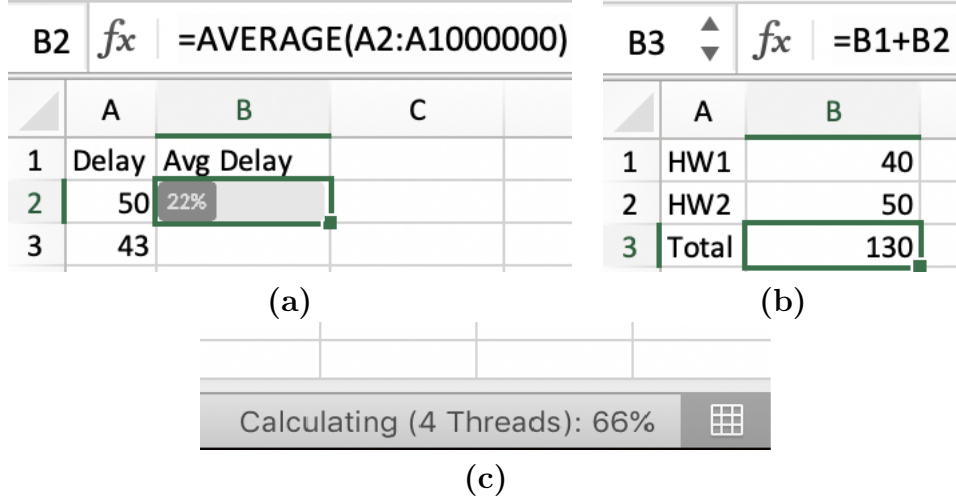 B2 fx =AVERAGE(A2:A1000000)
A B C
1 Delay Avg Delay
2 50 22%
3 43
(a)
B3 fx =B1+B2
A B
1 HW1 40
2 HW2 50
3 Total 130
(b)
Calculating (4 Threads): 66%
(c)